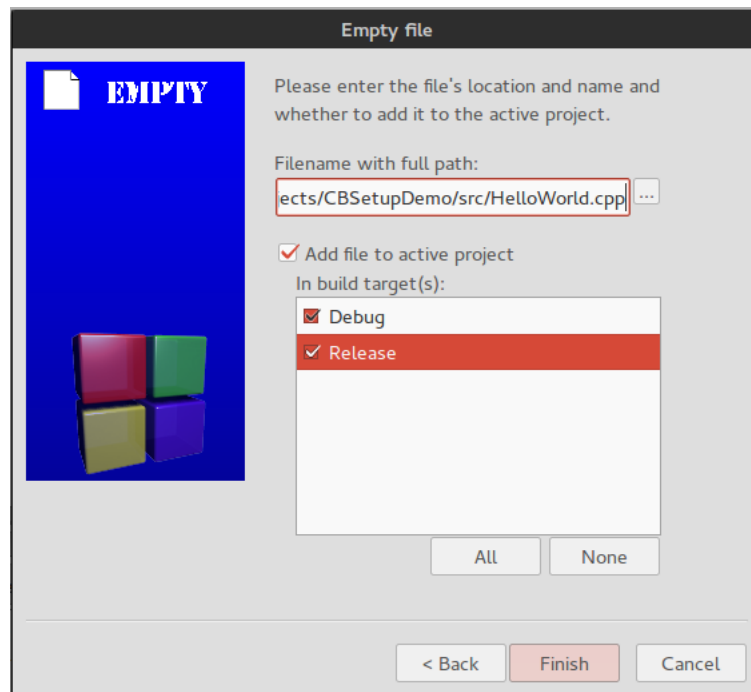 Empty file
EMPTY
Please enter the file's location and name and
whether to add it to the active project.
Filename with full path:
ects/CBSetupDemo/src/HelloWorld.cpp
...
Add file to active project
In build target(s):
Debug
Release
All
None
< Back
Finish
Cancel